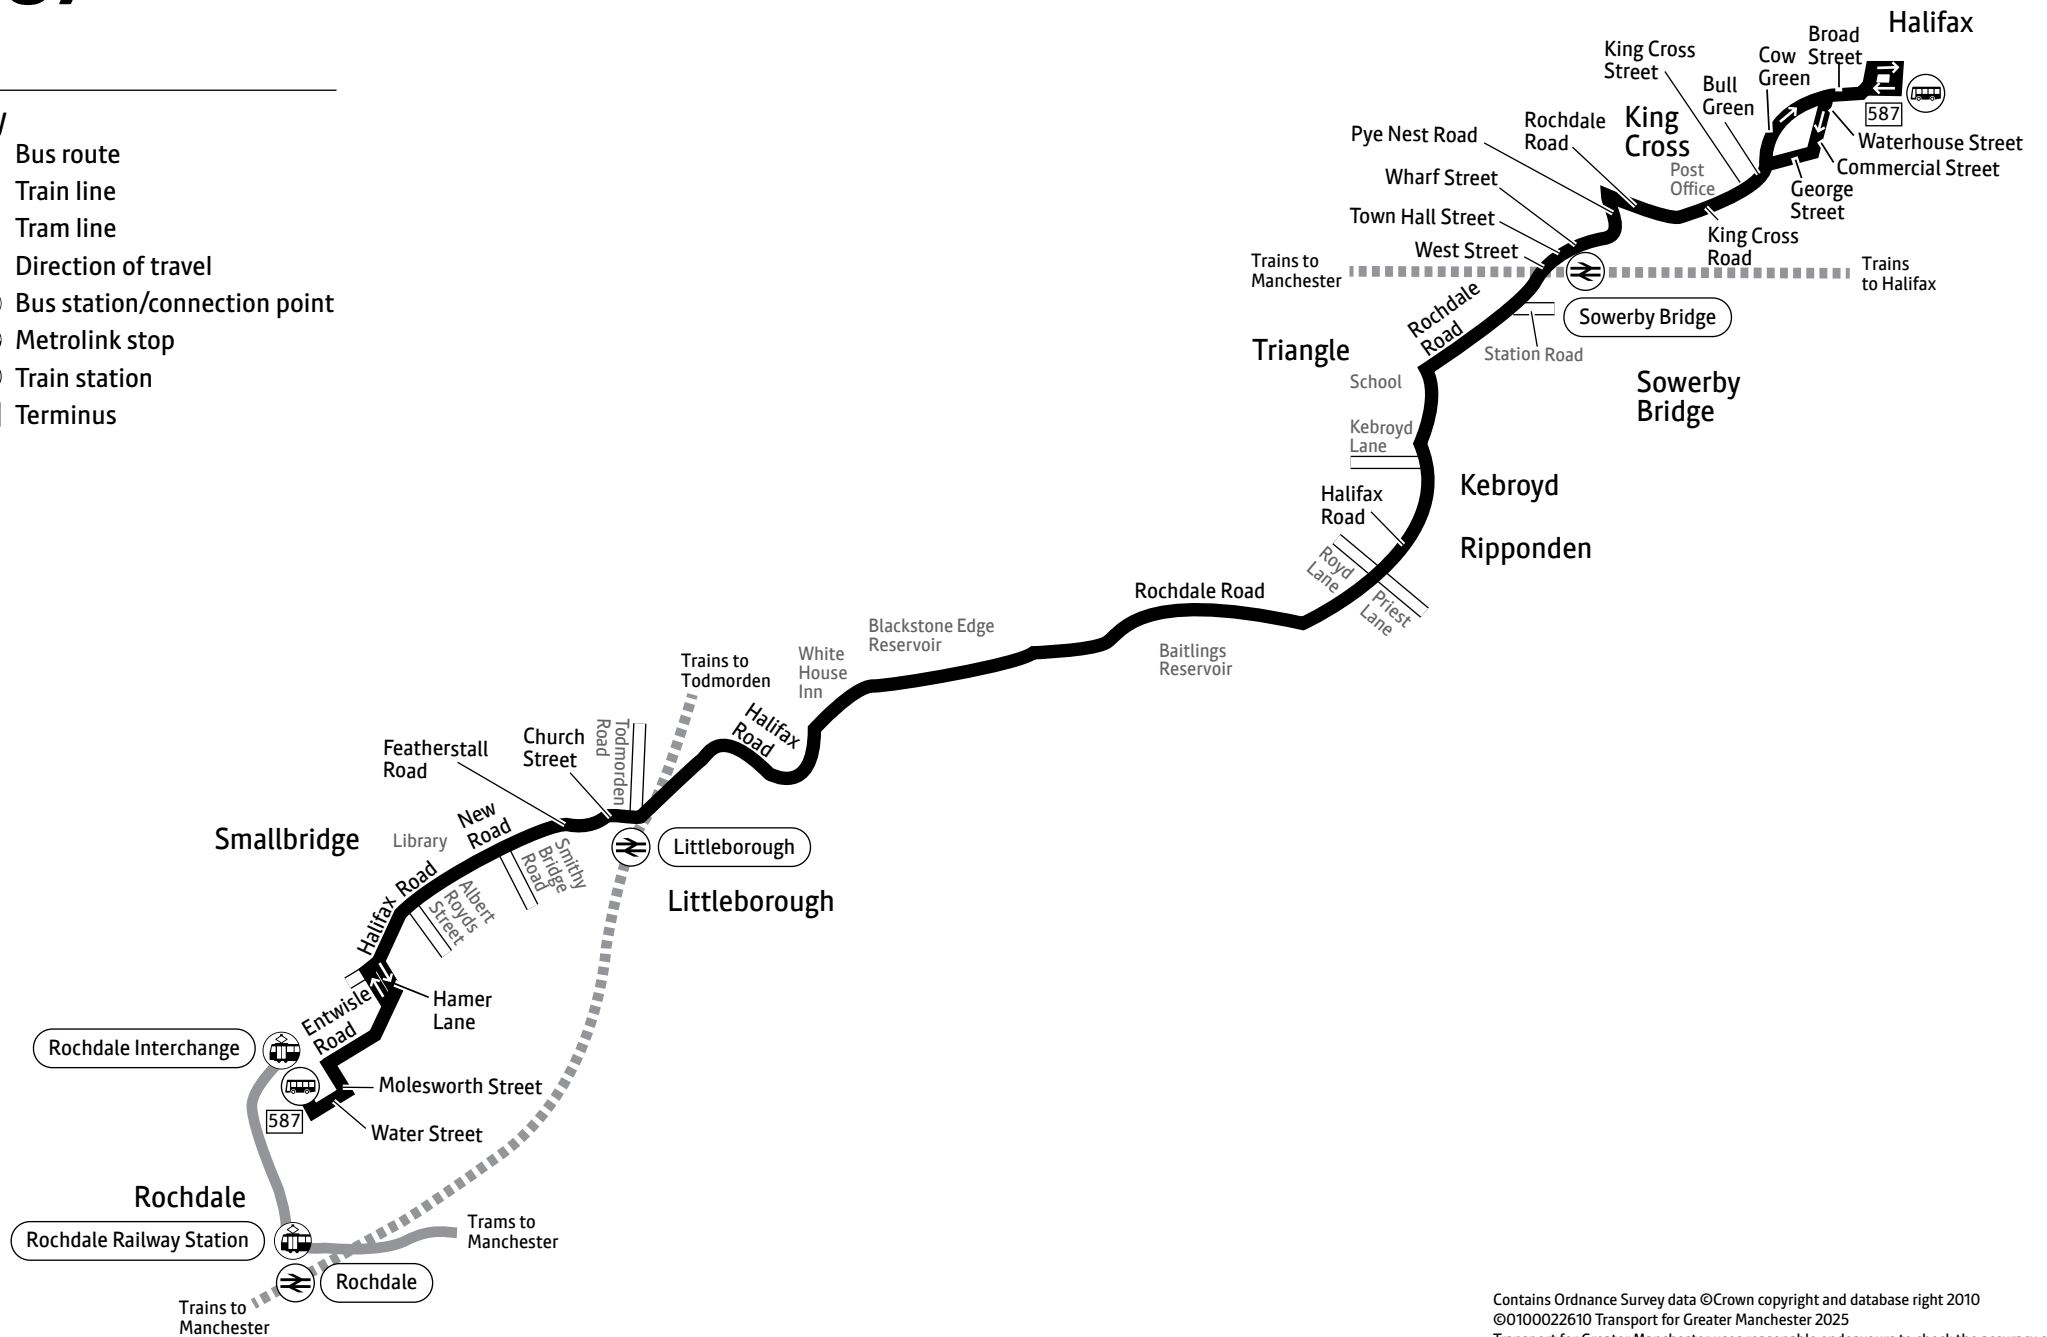 Bus route
Train line
Tram line
Direction of travel
Bus station/connection point
Metrolink stop
Train station
Terminus
Halifax
Broad
Street
Cow
Green
King Cross
Street
Bull
Green
587
King
Cross
Rochdale
Road
Pye Nest Road
Waterhouse Street
Commercial Street
Post
Office
George
Street
Wharf Street
Town Hall Street
King Cross
Road
West Street
Trains to
Manchester
Trains
to Halifax
Rochdale
Road
Sowerby Bridge
Station Road
Triangle
School
Sowerby
Bridge
Kebroyd
Lane
Kebroyd
Halifax
Road
Ripponden
Royd
Lane
Priest
Lane
Rochdale Road
Baitlings
Reservoir
Blackstone Edge
Reservoir
White
House
Inn
Trains to
Todmorden
Halifax
Road
Todmorden
Road
Church
Street
Featherstall
Road
New
Road
Smallbridge
Library
Smithy
Bridge
Road
Littleborough
Littleborough
Halifax Road
Albert
Royds
Street
Hamer
Lane
Entwisle
Road
Rochdale Interchange
Molesworth Street
587
Water Street
Rochdale
Rochdale Railway Station
Trams to
Manchester
Rochdale
Trains to
Manchester
Contains Ordnance Survey data ©Crown copyright and database right 2010
©0100022610 Transport for Greater Manchester 2025